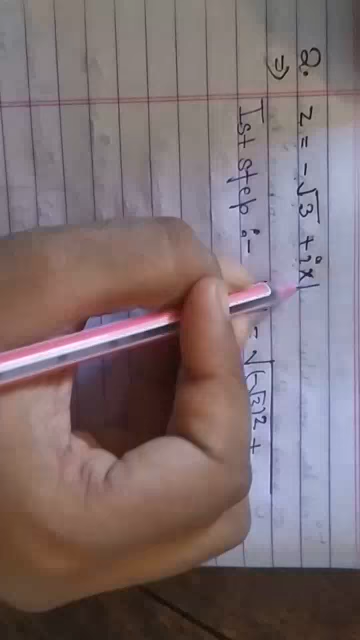 Q. z = -√3 + i×1
⇒ Ist step :- = √(-√3)² +